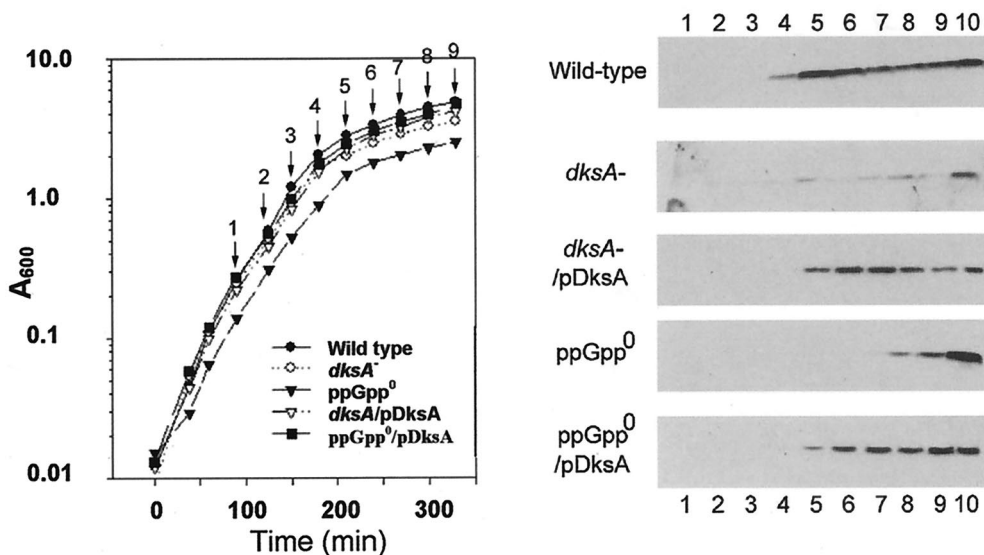 10.0
1.0
0.1
0.01
A600
0 100 200 300
Time (min)
1
2
3
4
5
6
7
8
9
Wild type
dksA-
ppGpp0
dksA/pDksA
ppGpp0/pDksA
1 2 3 4 5 6 7 8 9 10
Wild-type
dksA-
dksA-
/pDksA
ppGpp0
ppGpp0
/pDksA
1 2 3 4 5 6 7 8 9 10